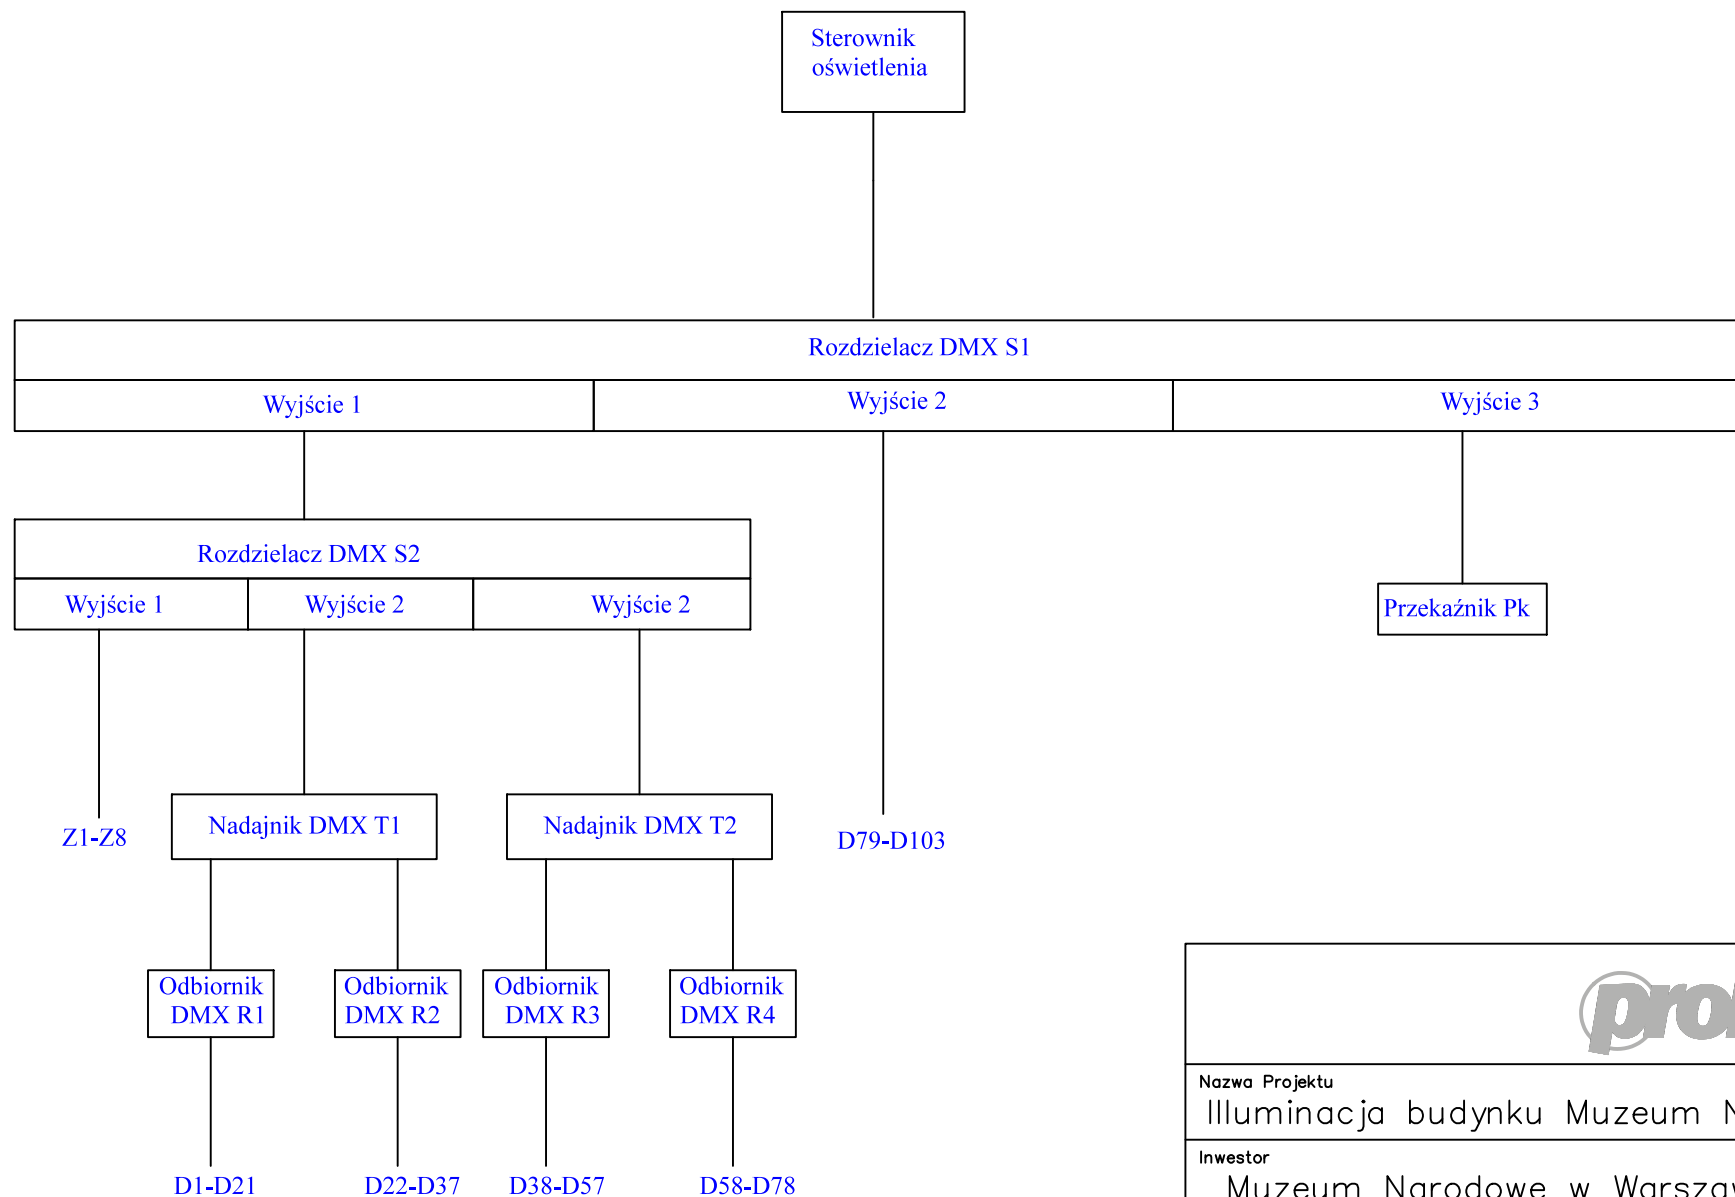 Sterownik
oświetlenia
Rozdzielacz DMX S1
Wyjście 1
Wyjście 2
Wyjście 3
Rozdzielacz DMX S2
Wyjście 1
Wyjście 2
Wyjście 2
Przekaźnik Pk
Z1-Z8
Nadajnik DMX T1
Nadajnik DMX T2
D79-D103
Odbiornik
DMX R1
Odbiornik
DMX R2
Odbiornik
DMX R3
Odbiornik
DMX R4
D1-D21
D22-D37
D38-D57
D58-D78
Nazwa Projektu
Illuminacja budynku Muzeum
Inwestor
Muzeum Narodowe w